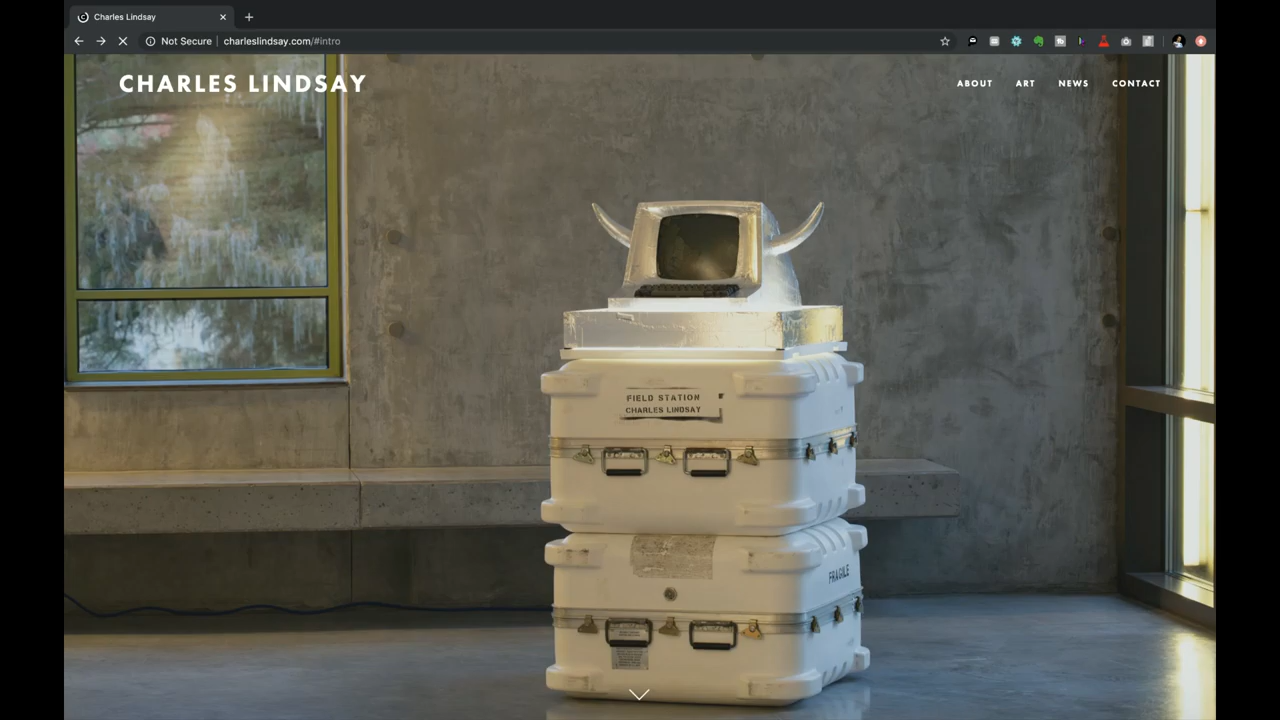 Charles Lindsay
Not Secure charleslindsay.com/#intro
CHARLES LINDSAY
ABOUT ART NEWS CONTACT
FIELD STATION
CHARLES LINDSAY
FRAGILE